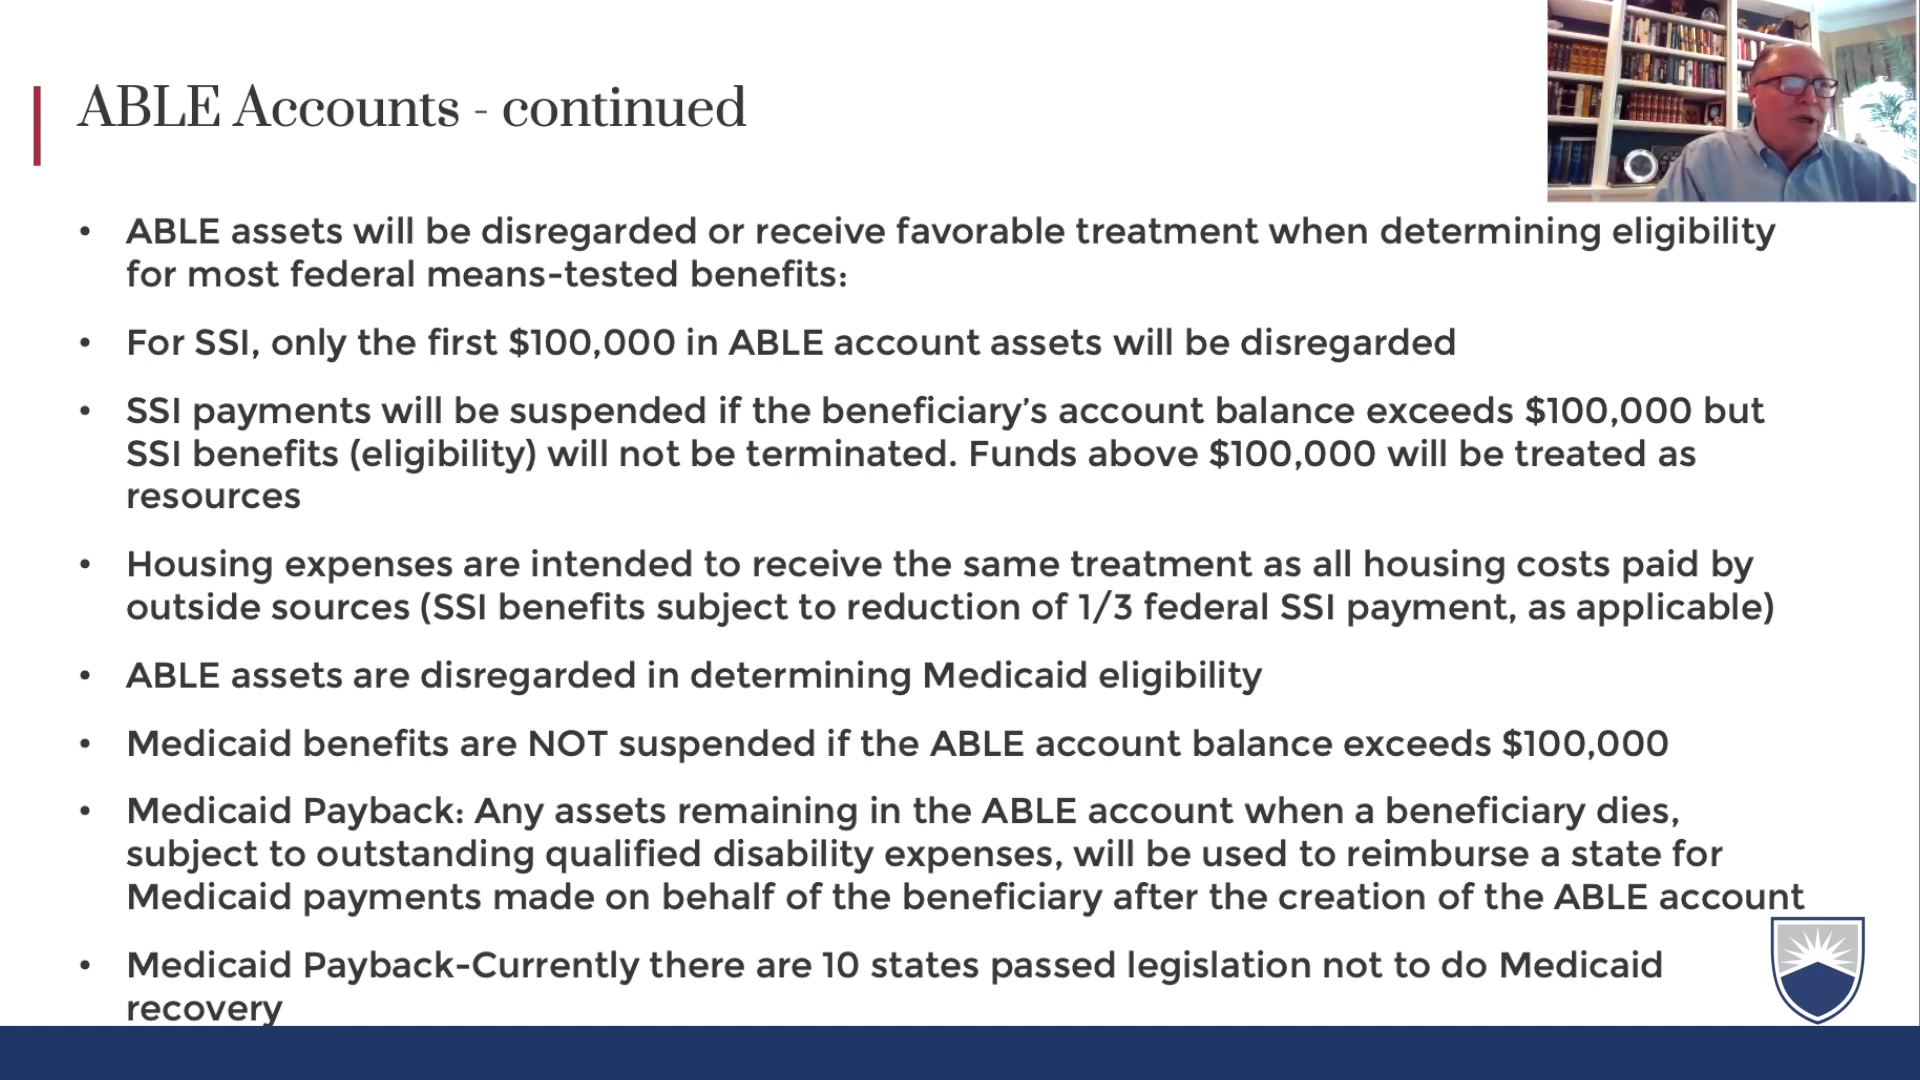 ABLE Accounts - continued
• ABLE assets will be disregarded or receive favorable treatment when determining eligibility
for most federal means-tested benefits:
• For SSI, only the first $100,000 in ABLE account assets will be disregarded
• SSI payments will be suspended if the beneficiary’s account balance exceeds $100,000 but
SSI benefits (eligibility) will not be terminated. Funds above $100,000 will be treated as
resources
• Housing expenses are intended to receive the same treatment as all housing costs paid by
outside sources (SSI benefits subject to reduction of 1/3 federal SSI payment, as applicable)
• ABLE assets are disregarded in determining Medicaid eligibility
• Medicaid benefits are NOT suspended if the ABLE account balance exceeds $100,000
• Medicaid Payback: Any assets remaining in the ABLE account when a beneficiary dies,
subject to outstanding qualified disability expenses, will be used to reimburse a state for
Medicaid payments made on behalf of the beneficiary after the creation of the ABLE account
• Medicaid Payback-Currently there are 10 states passed legislation not to do Medicaid
recovery